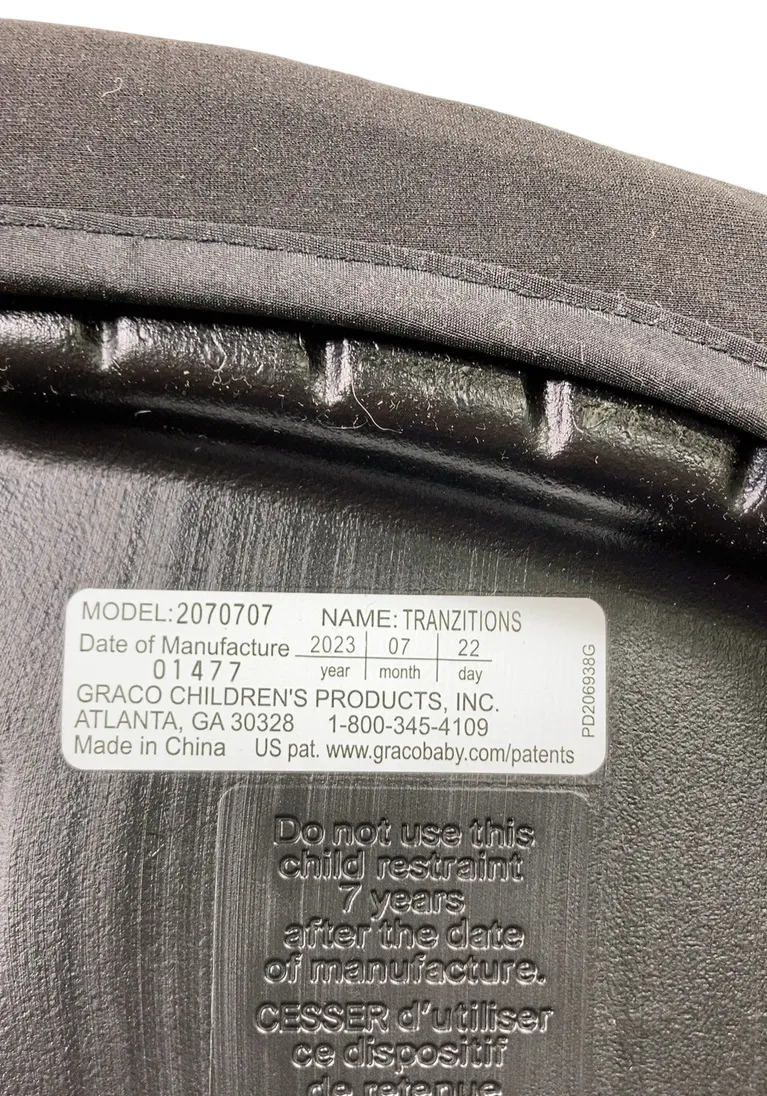 MODEL: 2070707 NAME: TRANZITIONS
Date of Manufacture 2023 07 22
01477 year month day
GRACO CHILDREN'S PRODUCTS, INC.
ATLANTA, GA 30328 1-800-345-4109
Made in China US pat. www.gracobaby.com/patents
PD206938G
Do not use this
child restraint
7 years
after the date
of manufacture.
CESSER d'utiliser
ce dispositif
de retenue